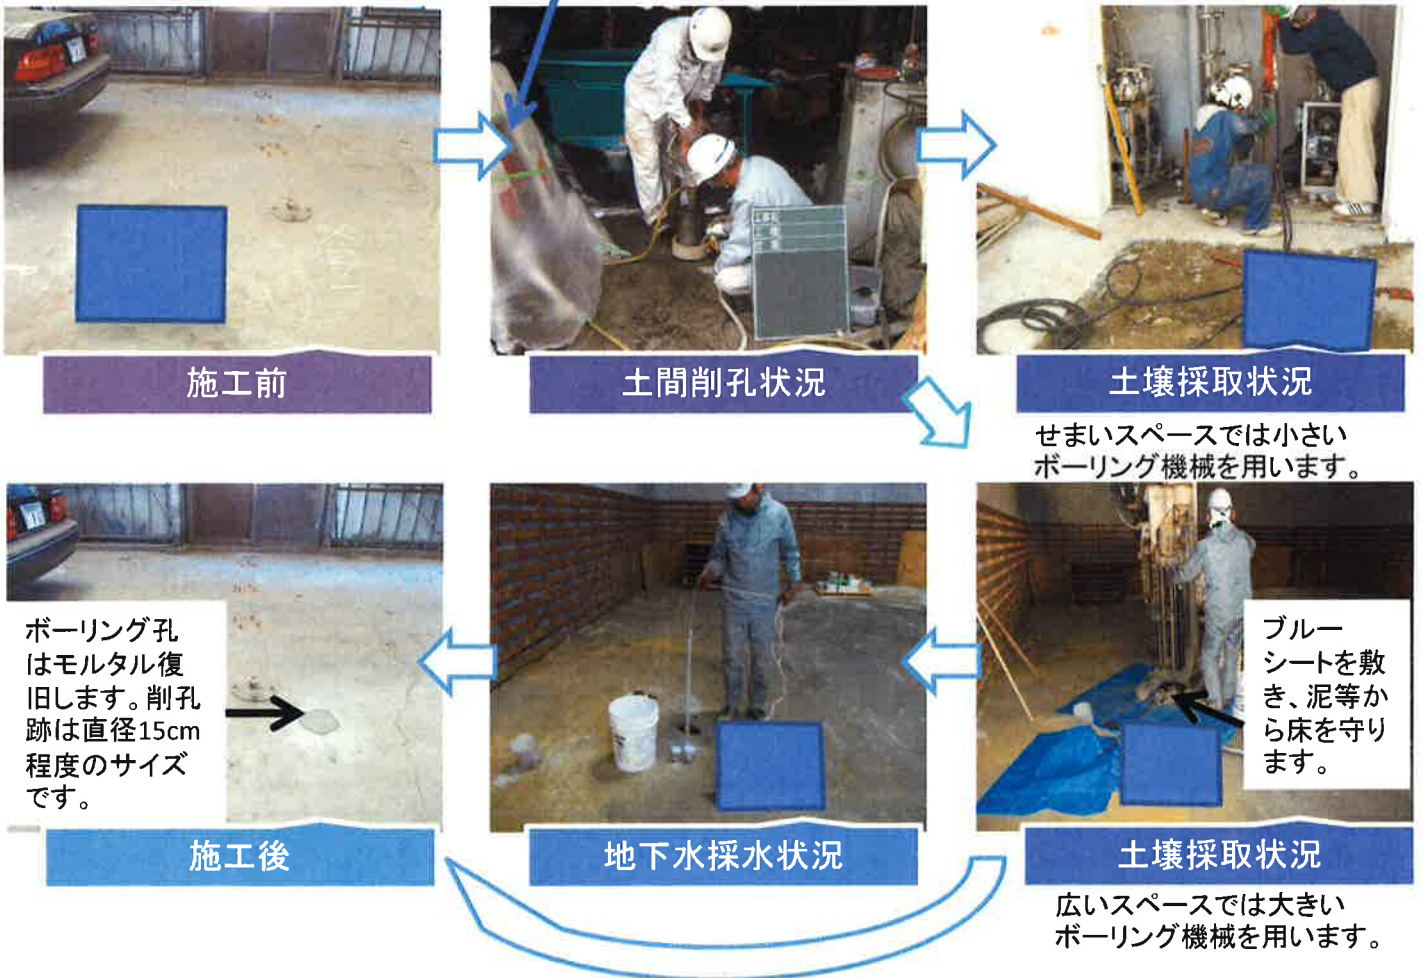 施工前
土間削孔状況
土壌採取状況
せまいスペースでは小さい
ボーリング機械を用います。
ボーリング孔
はモルタル復
旧します。削孔
跡は直径15cm
程度のサイズ
です。
ブルー
シートを敷
き、泥等か
ら床を守り
ます。
施工後
地下水採水状況
土壌採取状況
広いスペースでは大きい
ボーリング機械を用います。